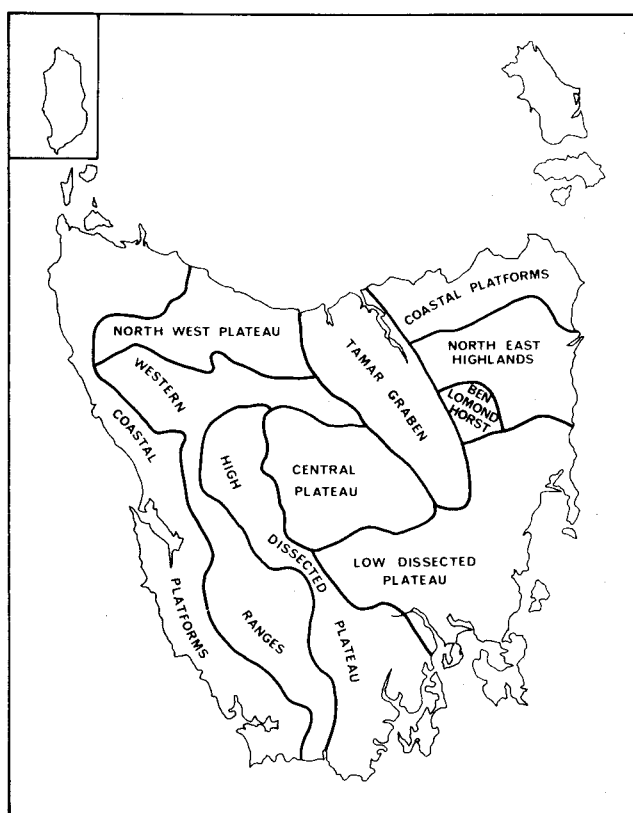 COASTAL PLATFORMS
NORTH WEST PLATEAU
NORTH EAST
HIGHLANDS
TAMAR GRABEN
WESTERN
BEN
LOMOND
HORST
COASTAL
HIGH
CENTRAL
PLATEAU
DISSECTED
LOW DISSECTED
PLATEAU
PLATFORMS
RANGES
PLATEAU